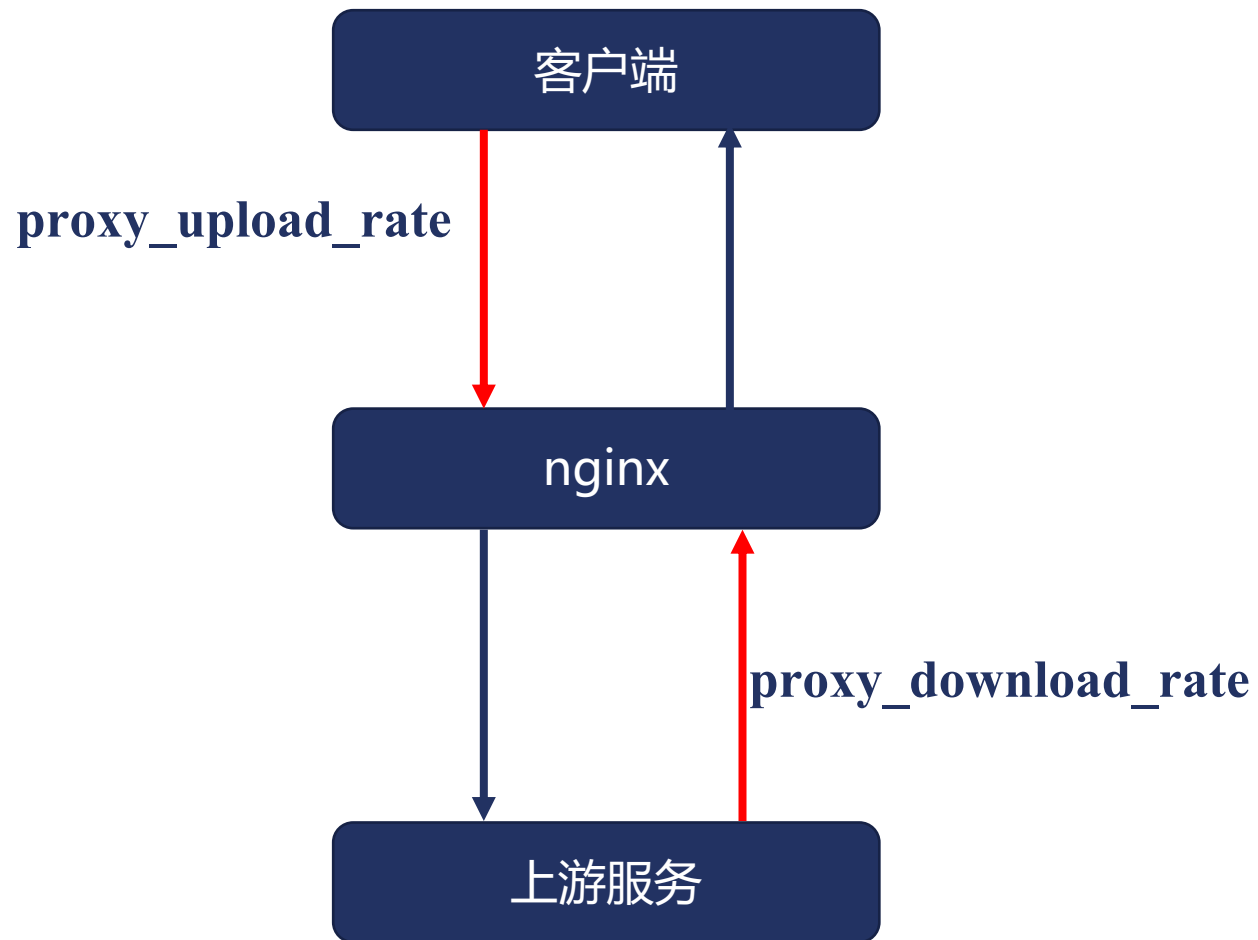 客户端
proxy_upload_rate
nginx
proxy_download_rate
上游服务